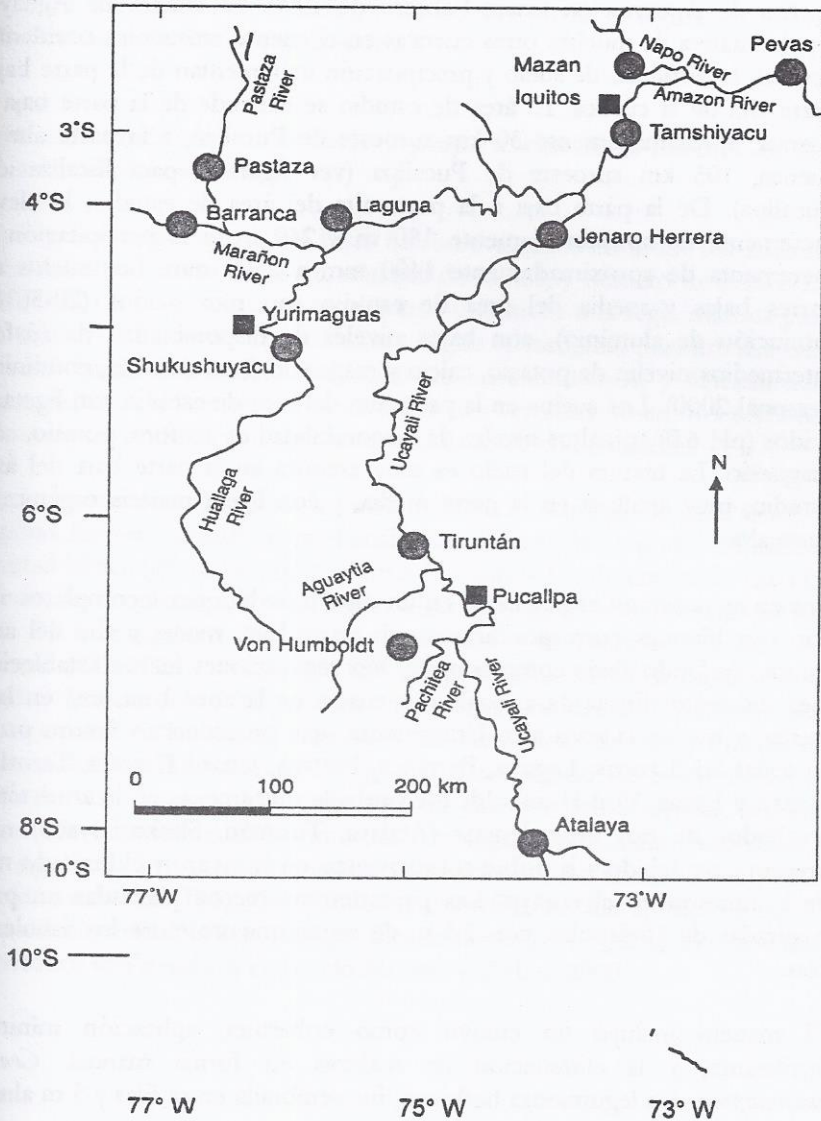 Pastaza
River
Napo River
Pevas
Mazan
Iquitos
Amazon River
3°S
Tamshiyacu
Pastaza
4°S
Barranca
Laguna
Jenaro Herrera
Marañon
River
Yurimaguas
Shukushuyacu
Ucayali River
N
Huallaga
River
6°S
Tiruntán
Aguaytia
River
Pucallpa
Von Humboldt
Pachitea
River
Ucayali River
0
100
200 km
8°S
Atalaya
10°S
77°W
75°W
73°W
10°S
77° W
75° W
73° W